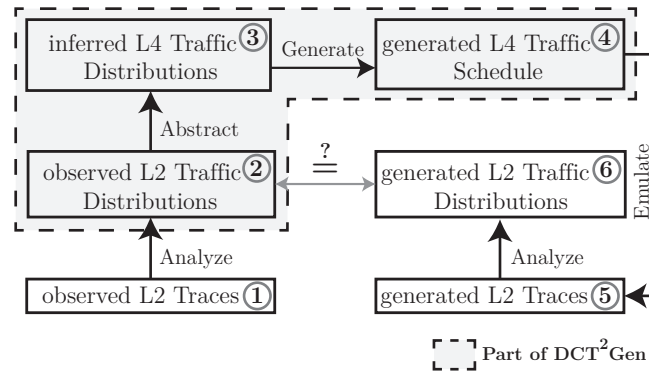 inferred L4 Traffic 3
Distributions
Generate
generated L4 Traffic 4
Schedule
Abstract
observed L2 Traffic 2
Distributions
?
=
generated L2 Traffic 6
Distributions
Emulate
Analyze
Analyze
observed L2 Traces 1
generated L2 Traces 5
Part of DCT²Gen